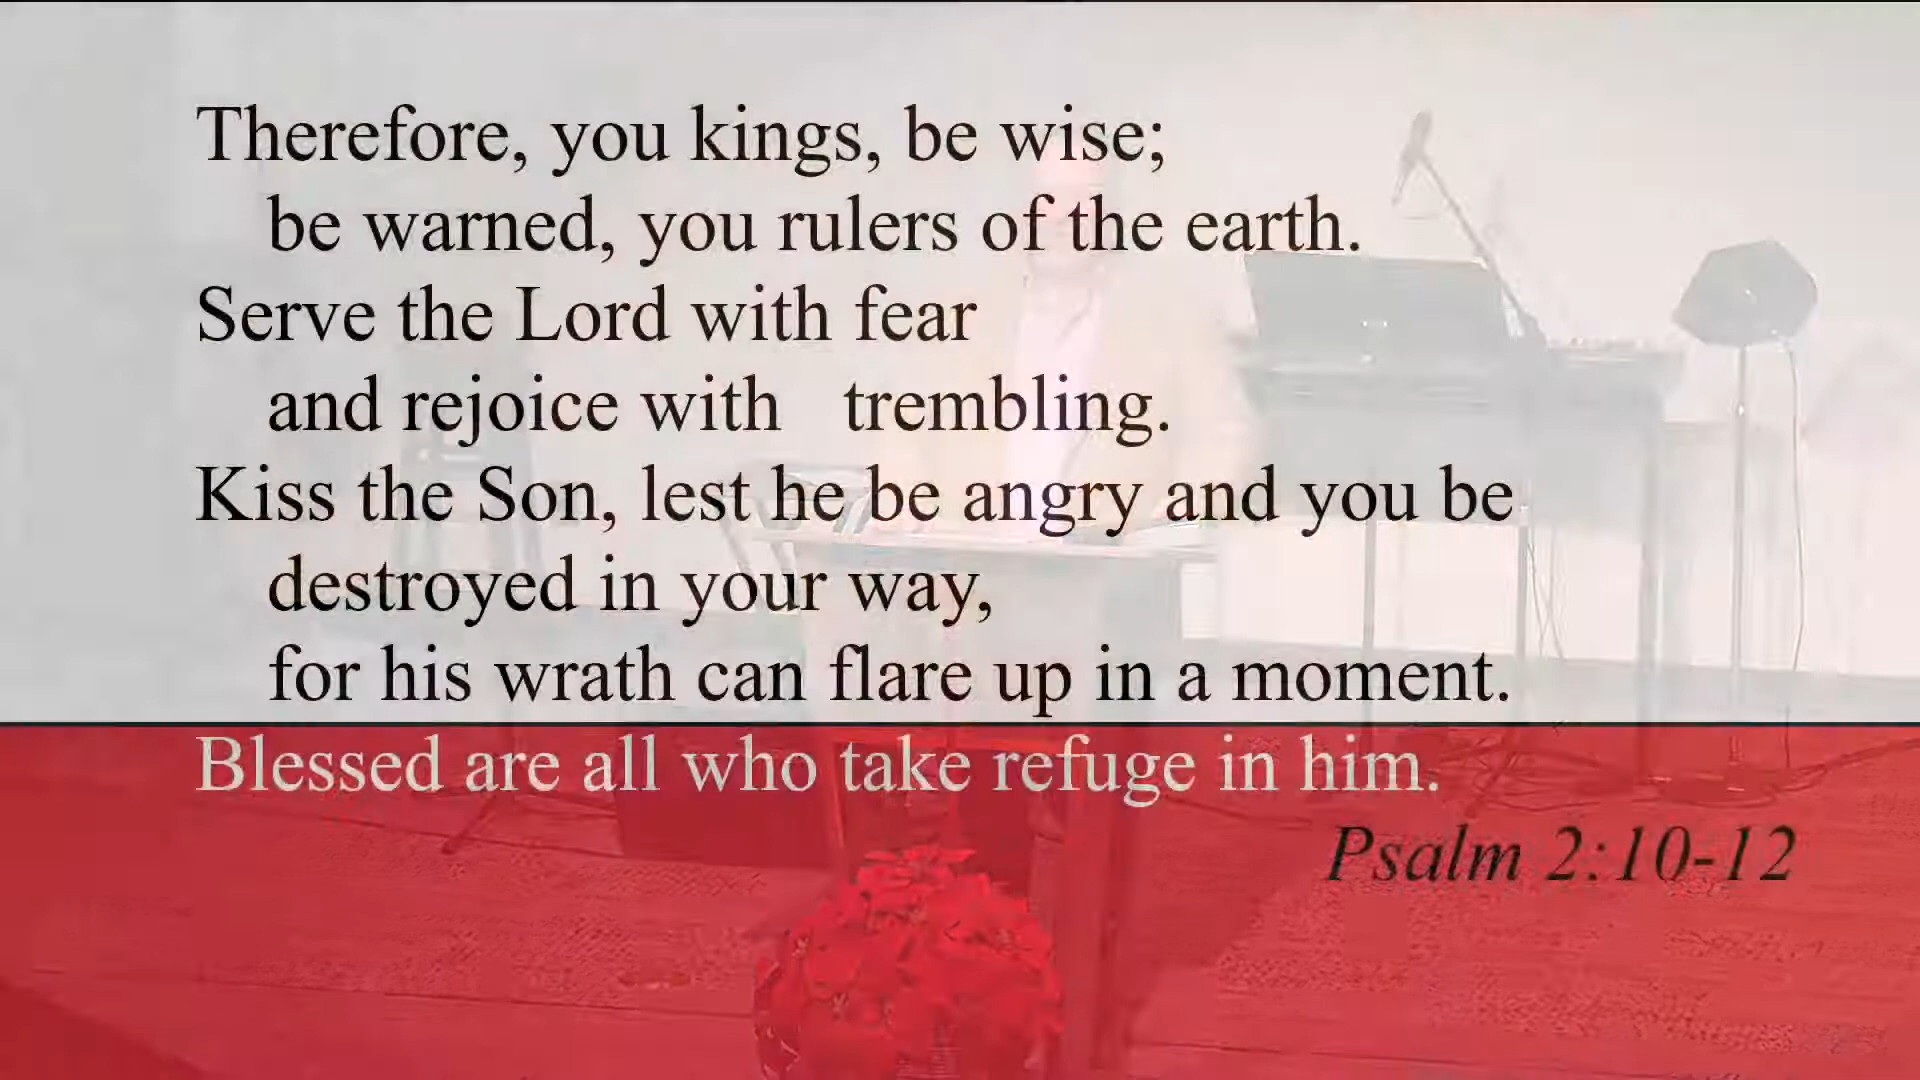 Therefore, you kings, be wise;
be warned, you rulers of the earth.
Serve the Lord with fear
and rejoice with trembling.
Kiss the Son, lest he be angry and you be
destroyed in your way,
for his wrath can flare up in a moment.
Blessed are all who take refuge in him.
Psalm 2:10-12